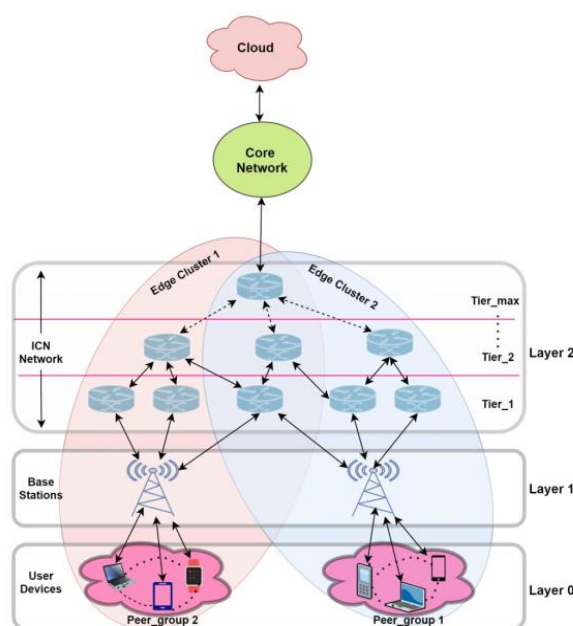 Cloud
Core
Network
Edge Cluster 1
Edge Cluster 2
Tier_max
ICN
Network
Tier_2
Layer 2
Tier_1
Base
Stations
Layer 1
User
Devices
Layer 0
Peer_group 2
Peer_group 1